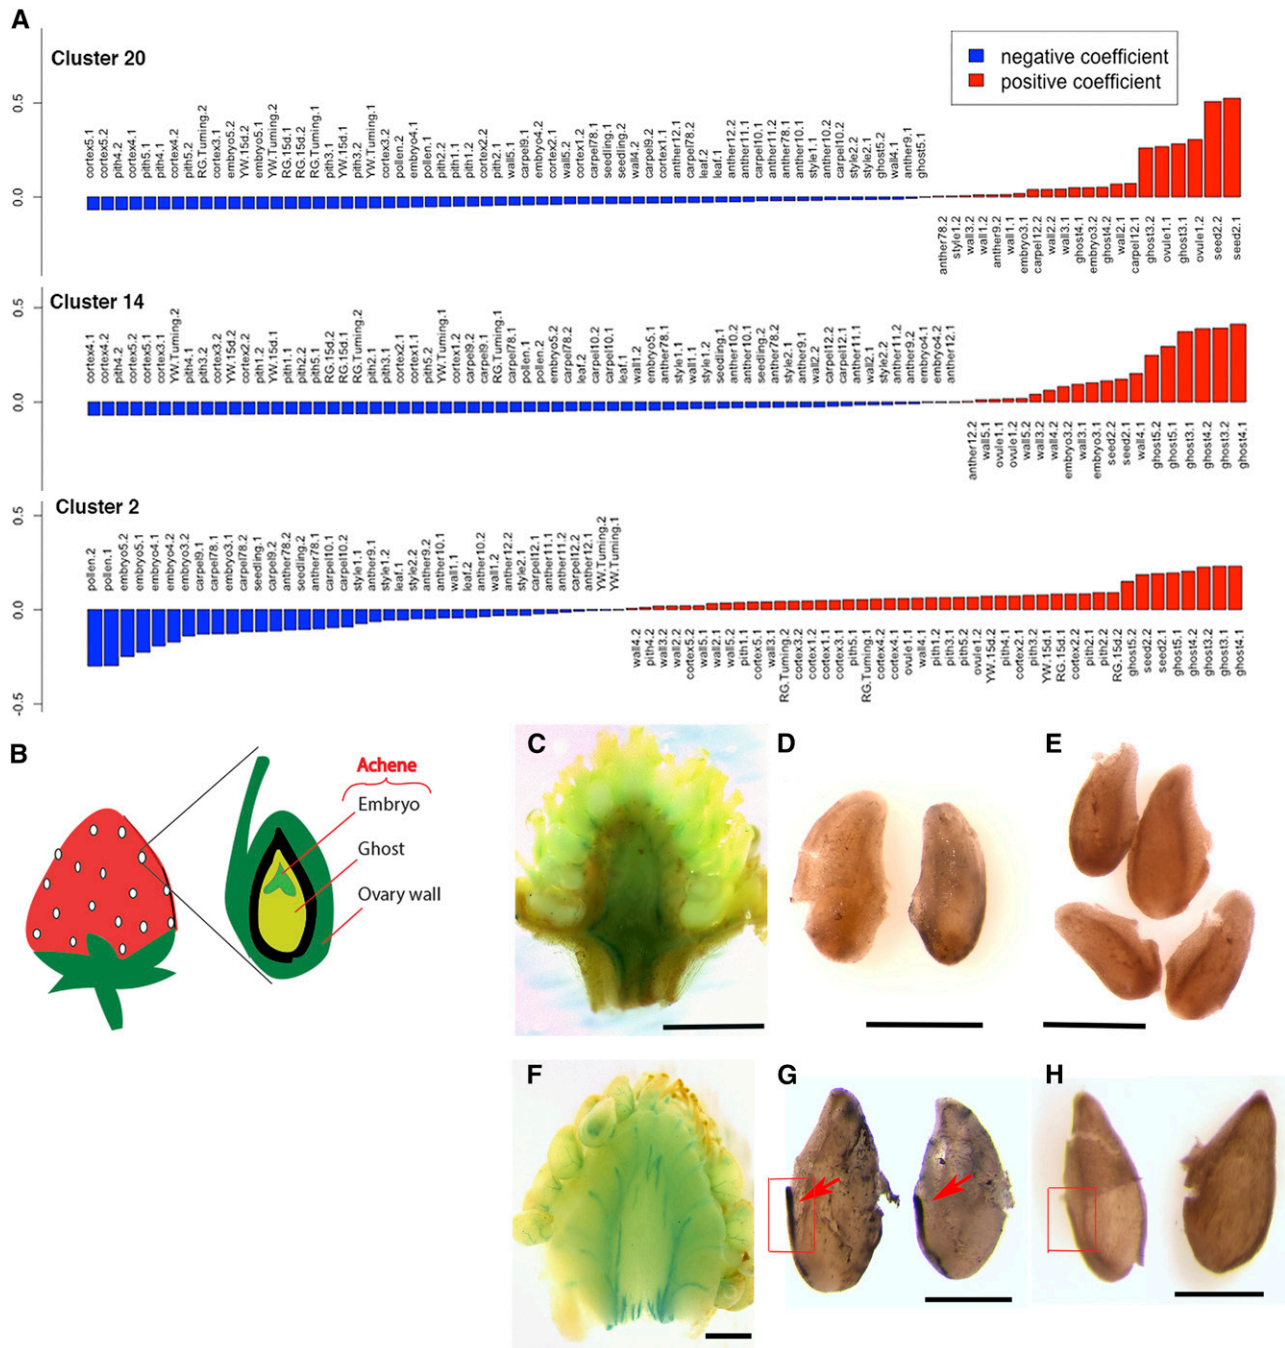 A
Cluster 20
negative coefficient
positive coefficient
0.5
0.0
cortex5.1
cortex5.2
pith4.2
cortex4.1
pith5.1
cortex4.2
pith5.2
RG.Tuming.2
cortex3.1
embryo5.2
YW.15d.2
embryo5.1
YW.Tuming.2
RG.15d.1
RG.15d.2
RG.Tuming.1
pith3.1
pith3.2
YW.15d.1
YW.Tuming.1
cortex3.2
pollen.2
embryo4.1
pollen.1
pith2.2
pith1.1
pith1.2
cortex2.2
pith2.1
wall5.1
carpel9.1
embryo4.2
cortex2.1
wall5.2
cortex1.2
carpel78.1
seedling.1
seedling.2
wall4.2
carpel9.2
cortex1.1
anther12.1
carpel78.2
leaf.2
leaf.1
anther12.2
anther11.1
carpel10.1
anther11.2
anther78.1
anther10.1
style1.1
anther10.2
carpel10.2
style2.2
style2.1
ghost5.2
wall4.1
anther9.1
ghost5.1
anther78.2
style1.2
wall3.2
wall1.2
anther9.2
wall1.1
embryo3.1
carpel12.2
wall2.2
wall3.1
ghost4.1
embryo3.2
ghost4.2
wall2.1
carpel12.1
ghost3.2
ovule1.1
ghost3.1
ovule1.2
seed2.2
seed2.1
Cluster 14
0.5
0.0
cortex4.1
cortex4.2
pith4.2
cortex5.2
cortex5.1
cortex3.1
YW.Tuming.2
pith4.1
pith3.2
cortex3.2
YW.15d.2
cortex2.2
pith1.2
YW.15d.1
pith1.1
pith2.2
pith5.1
RG.15d.2
RG.15d.1
RG.Tuming.2
pith2.1
pith3.1
cortex2.1
cortex1.1
pith5.2
YW.Tuming.1
cortex1.2
carpel9.2
carpel9.1
RG.Tuming.1
carpel78.1
pollen.1
pollen.2
embryo5.2
carpel78.2
leaf.2
carpel10.2
carpel10.1
leaf.1
wall1.2
embryo5.1
anther78.1
style1.1
wall1.1
style1.2
seedling.1
anther10.2
anther10.1
seedling.2
anther78.2
style2.1
anther9.1
wall2.2
carpel12.2
carpel12.1
anther11.1
wall2.1
style2.2
anther11.2
anther9.2
embryo4.1
embryo4.2
anther12.1
anther12.2
wall5.1
ovule1.1
ovule1.2
wall5.2
wall3.2
wall4.2
embryo3.2
wall3.1
embryo3.1
seed2.2
seed2.1
wall4.1
ghost5.2
ghost5.1
ghost3.1
ghost4.2
ghost3.2
ghost4.1
Cluster 2
0.5
0.0
-0.5
pollen.2
pollen.1
embryo5.2
embryo5.1
embryo4.1
embryo4.2
embryo3.2
carpel9.1
carpel78.1
embryo3.1
carpel78.2
seedling.1
carpel9.2
anther78.2
seedling.2
anther78.1
carpel10.1
carpel10.2
style1.1
anther9.1
style1.2
leaf.1
style2.2
anther9.2
anther10.1
wall1.1
leaf.2
anther10.2
wall1.2
anther12.2
style2.1
carpel12.1
anther11.1
anther11.2
carpel12.2
anther12.1
YW.Tuming.2
YW.Tuming.1
wall4.2
pith4.2
wall3.2
wall2.2
cortex5.2
wall5.1
wall2.1
wall5.2
pith1.1
cortex5.1
wall3.1
RG.Tuming.2
cortex3.2
cortex1.2
cortex1.1
cortex3.1
pith5.1
RG.Tuming.1
cortex4.2
cortex4.1
ovule1.1
wall4.1
pith1.2
pith3.1
pith5.2
ovule1.2
YW.15d.2
pith4.1
cortex2.1
pith3.2
YW.15d.1
RG.15d.1
cortex2.2
pith2.1
pith2.2
RG.15d.2
ghost5.2
seed2.2
seed2.1
ghost5.1
ghost4.2
ghost3.2
ghost3.1
ghost4.1
B
Achene
Embryo
Ghost
Ovary wall
C
D
E
F
G
H